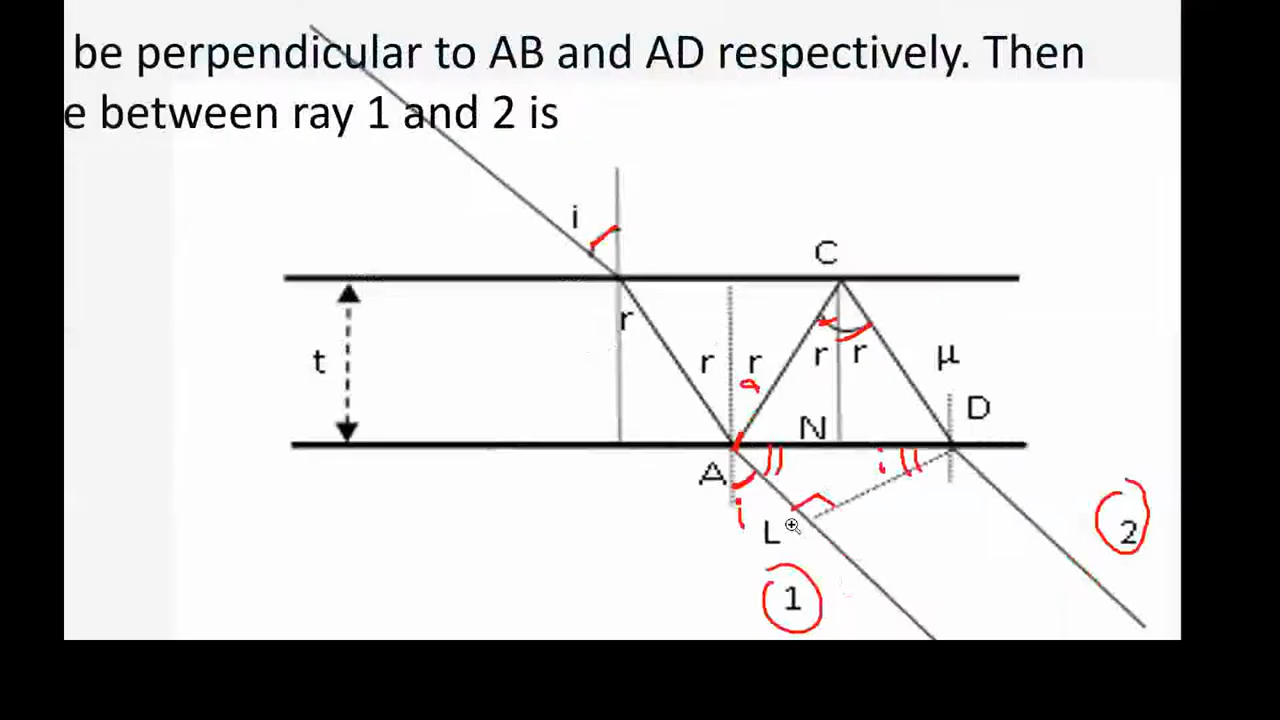 be perpendicular to AB and AD respectively. Then
e between ray 1 and 2 is
i
C
r
t
r r r r μ
D
N
A
i
i
L
2
1